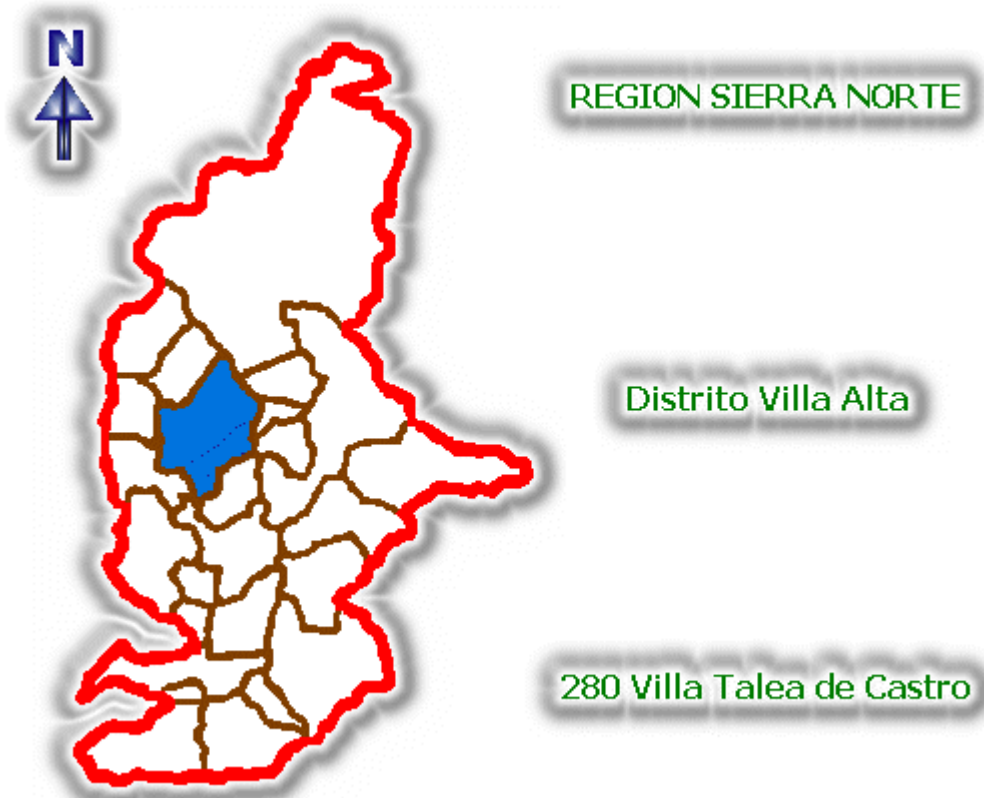 N
REGION SIERRA NORTE
Distrito Villa Alta
280 Villa Talea de Castro